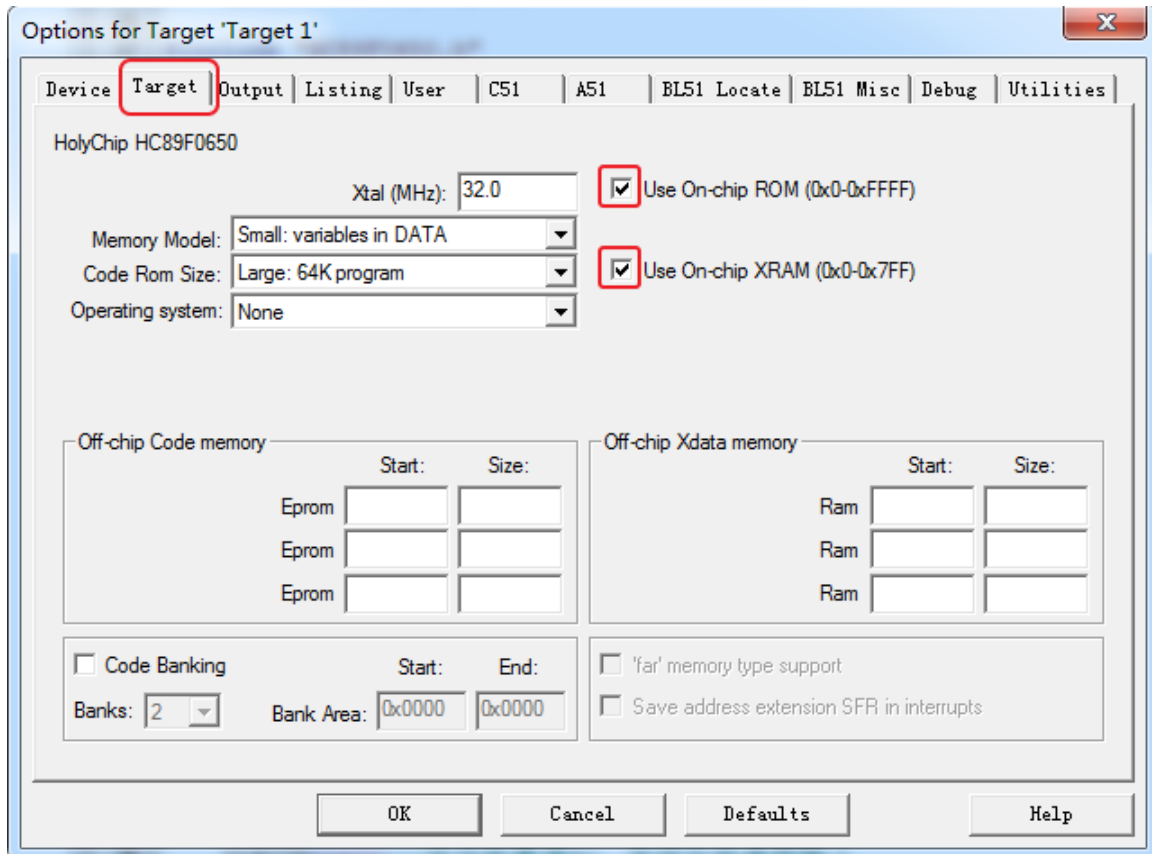 Options for Target 'Target 1'
Device Target Output Listing User C51 A51 BL51 Locate BL51 Misc Debug Utilities
HolyChip HC89F0650
Xtal (MHz): 32.0 Use On-chip ROM (0x0-0xFFFF)
Memory Model: Small: variables in DATA
Code Rom Size: Large: 64K program Use On-chip XRAM (0x0-0x7FF)
Operating system: None
Off-chip Code memory Off-chip Xdata memory
Start: Size: Start: Size:
Eprom Ram
Eprom Ram
Eprom Ram
Code Banking Start: End: 'far' memory type support
Banks: 2 Bank Area: 0x0000 0x0000 Save address extension SFR in interrupts
OK Cancel Defaults Help